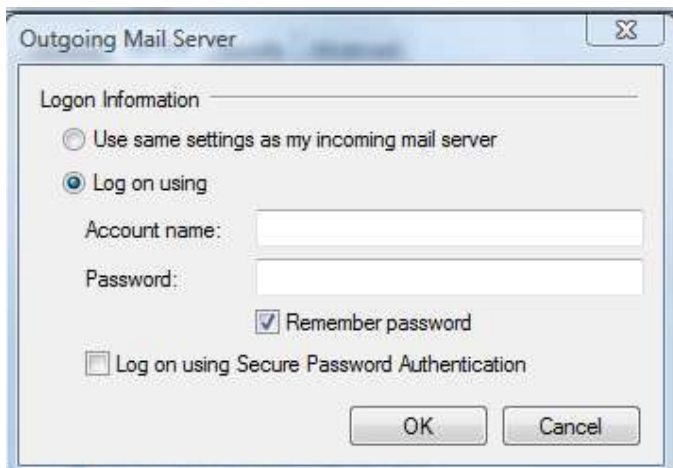 Outgoing Mail Server
Logon Information
Use same settings as my incoming mail server
Log on using
Account name:
Password:
Remember password
Log on using Secure Password Authentication
OK Cancel